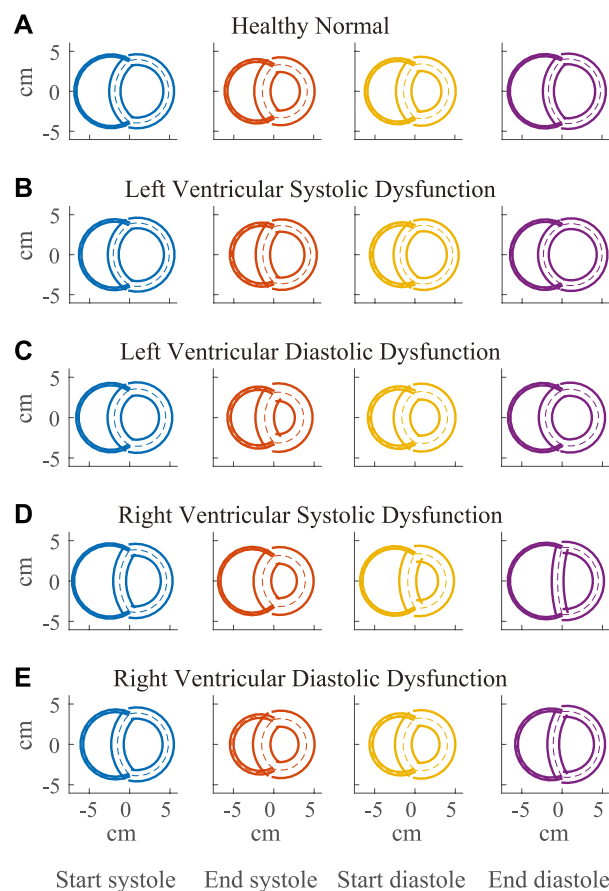 A Healthy Normal
5
0
-5
cm
B Left Ventricular Systolic Dysfunction
5
0
-5
cm
C Left Ventricular Diastolic Dysfunction
5
0
-5
cm
D Right Ventricular Systolic Dysfunction
5
0
-5
cm
E Right Ventricular Diastolic Dysfunction
5
0
-5
cm
-5 0 5 -5 0 5 -5 0 5 -5 0 5
cm cm cm cm
Start systole End systole Start diastole End diastole